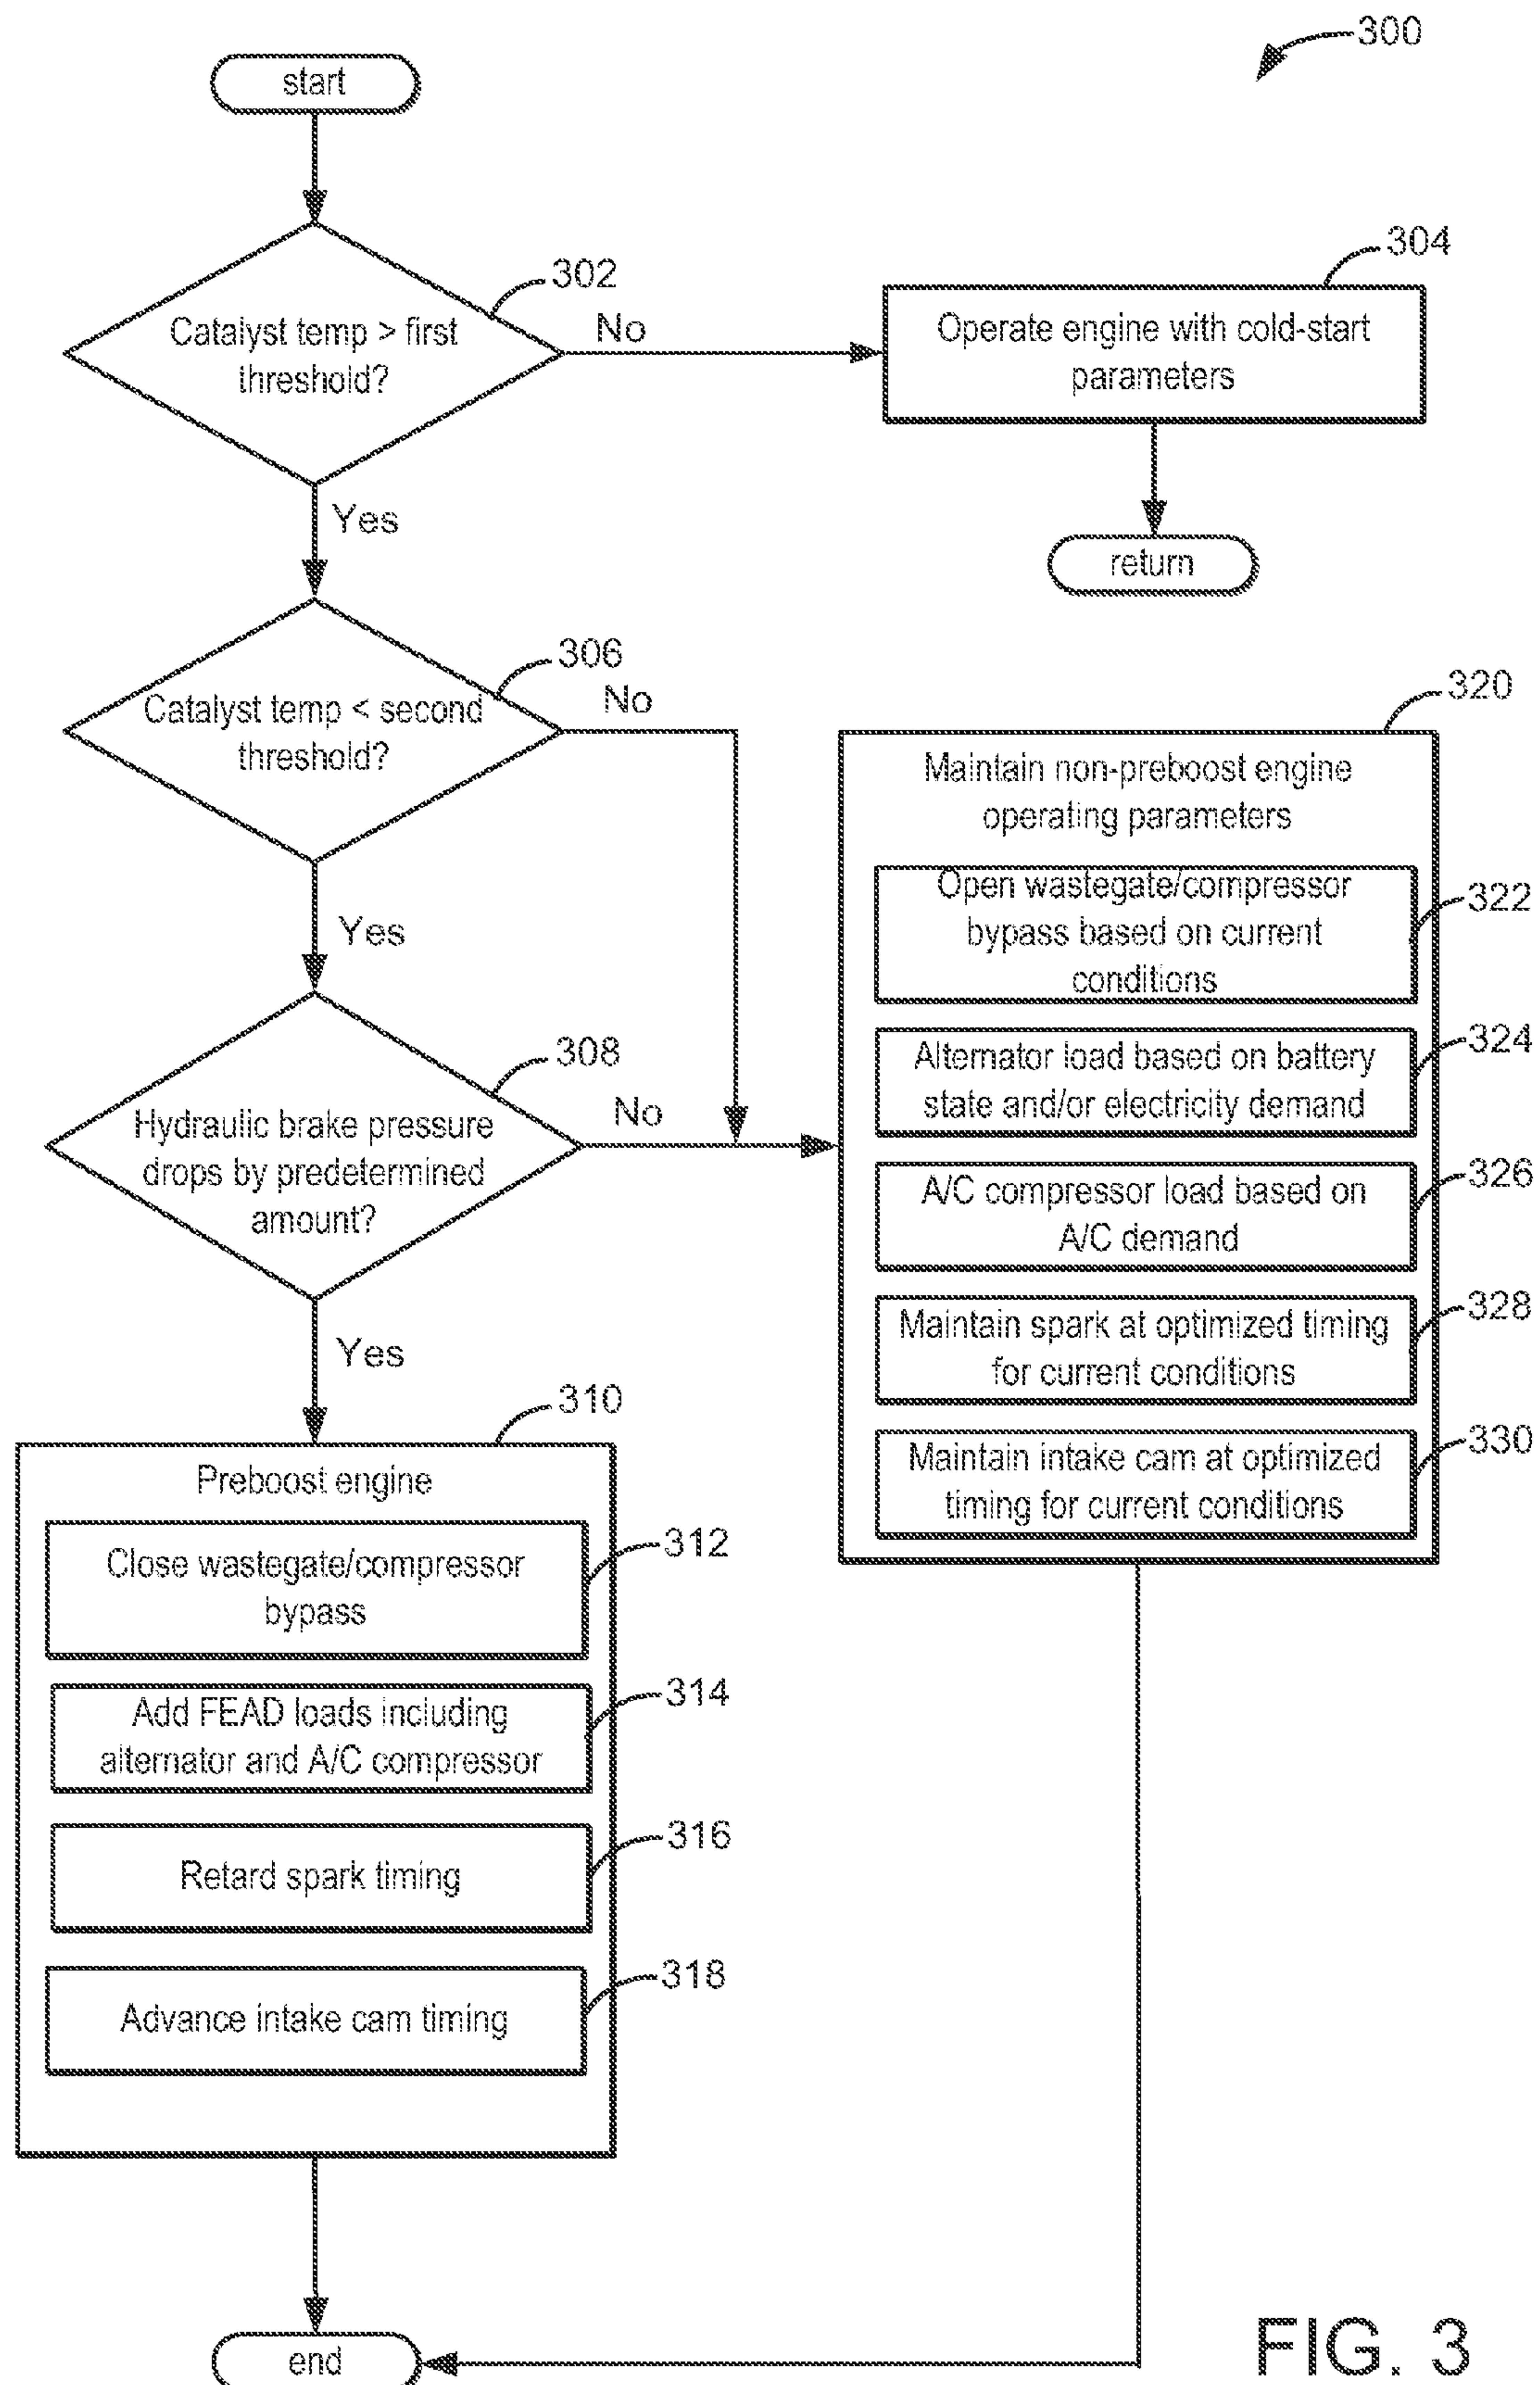 300
start
302
Catalyst temp > first
threshold?
No
304
Operate engine with cold-start
parameters
return
Yes
306
Catalyst temp < second
threshold?
No
Yes
308
Hydraulic brake pressure
drops by predetermined
amount?
No
Yes
310
Preboost engine
Close wastegate/compressor
bypass
312
Add FEAD loads including
alternator and A/C compressor
314
Retard spark timing
316
Advance intake cam timing
318
320
Maintain non-preboost engine
operating parameters
Open wastegate/compressor
bypass based on current
conditions
322
Alternator load based on battery
state and/or electricity demand
324
A/C compressor load based on
A/C demand
326
Maintain spark at optimized timing
for current conditions
328
Maintain intake cam at optimized
timing for current conditions
330
end
FIG. 3